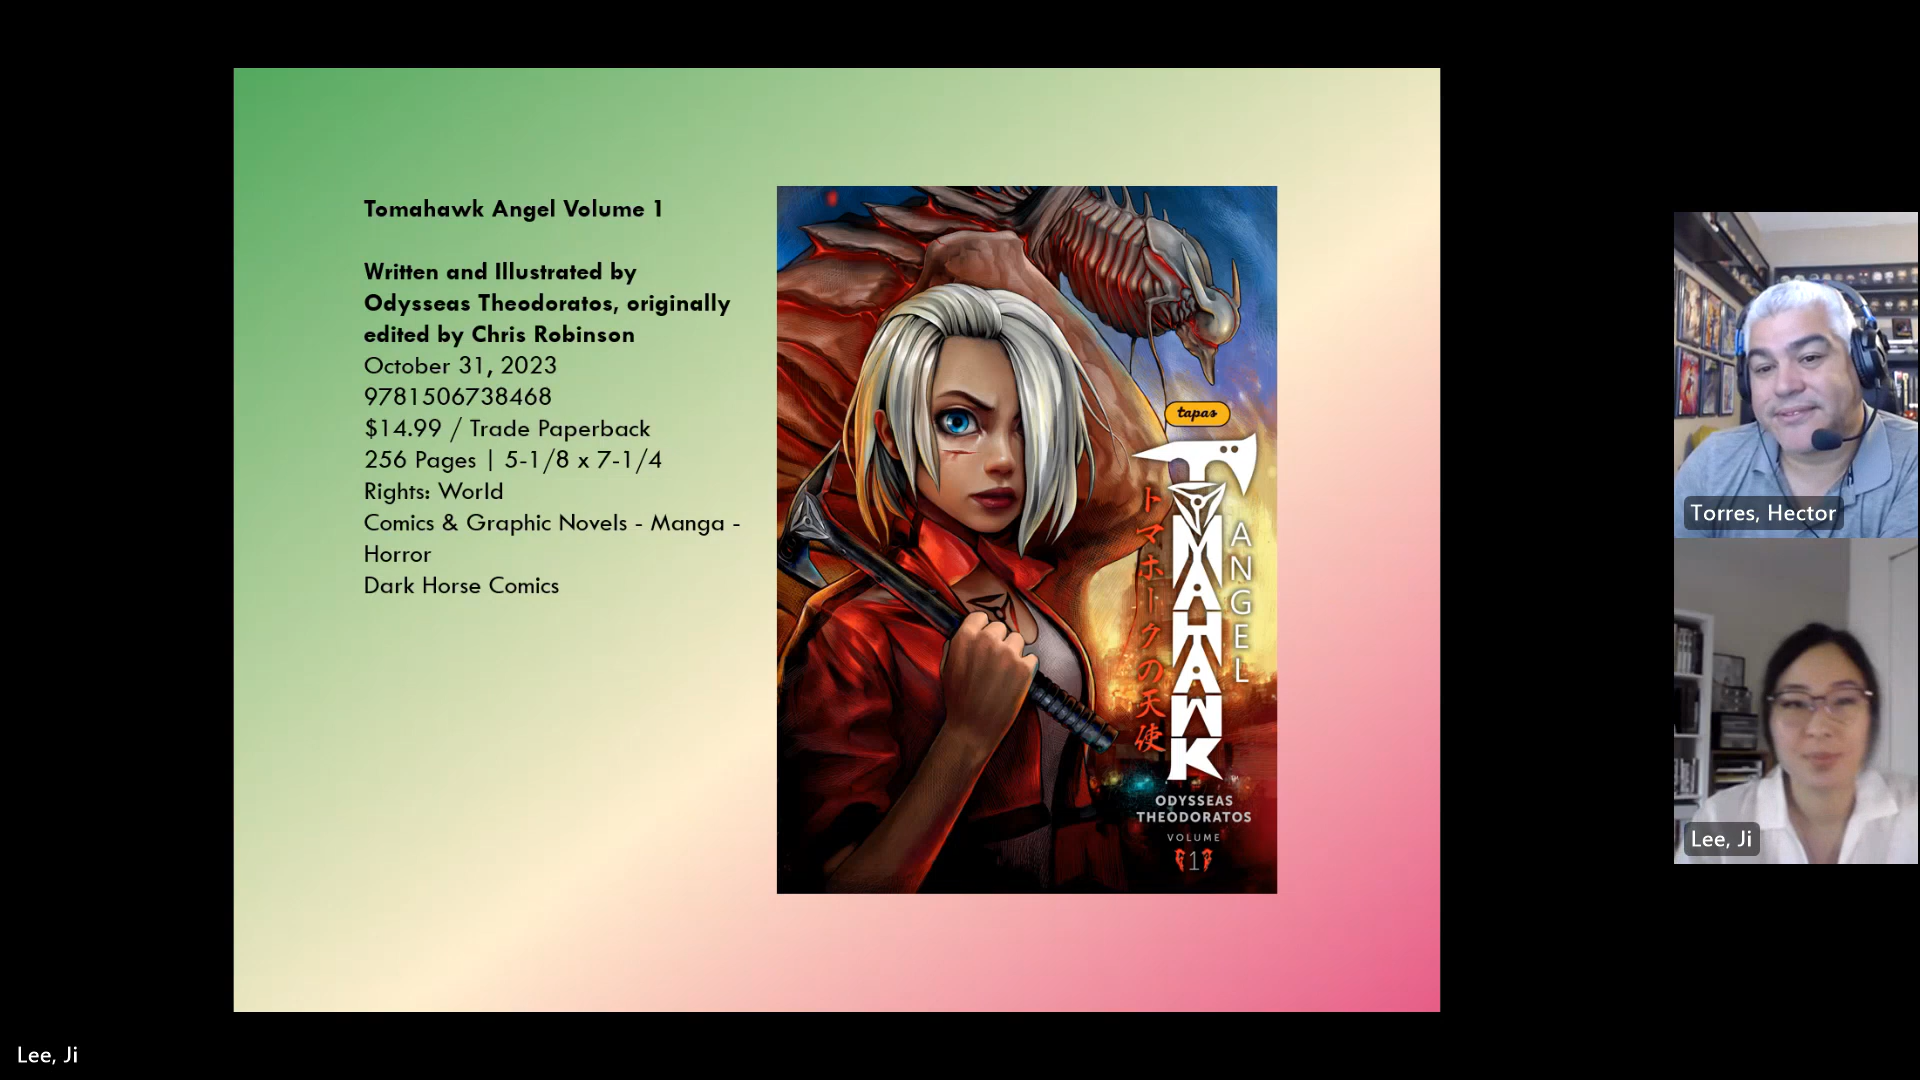 Tomahawk Angel Volume 1
Written and Illustrated by
Odysseas Theodoratos, originally
edited by Chris Robinson
October 31, 2023
9781506738468
$14.99 / Trade Paperback
256 Pages | 5-1/8 x 7-1/4
Rights: World
Comics & Graphic Novels - Manga -
Horror
Dark Horse Comics
tapas
TOMAHAWK
ANGEL
トマホークの天使
ODYSSEAS
THEODORATOS
VOLUME
1
Torres, Hector
Lee, Ji
Lee, Ji